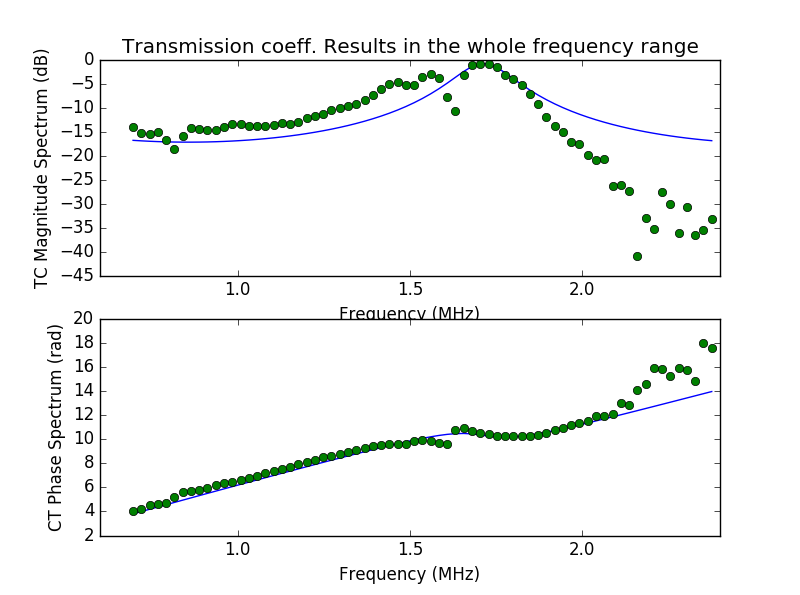 Transmission coeff. Results in the whole frequency range
TC Magnitude Spectrum (dB)
0
−5
−10
−15
−20
−25
−30
−35
−40
−45
1.0 1.5 2.0
Frequency (MHz)
CT Phase Spectrum (rad)
20
18
16
14
12
10
8
6
4
2
1.0 1.5 2.0
Frequency (MHz)